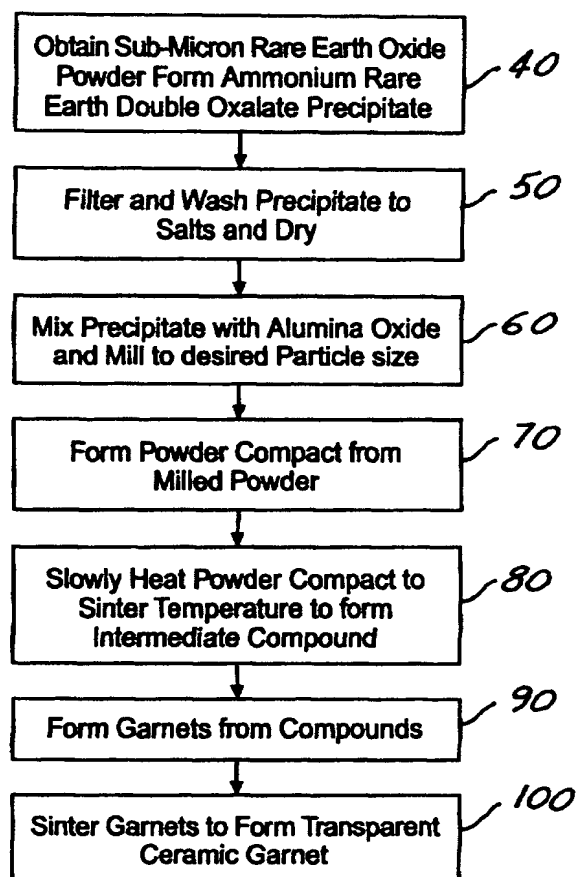 Obtain Sub-Micron Rare Earth Oxide
Powder Form Ammonium Rare
Earth Double Oxalate Precipitate
40
Filter and Wash Precipitate to
Salts and Dry
50
Mix Precipitate with Alumina Oxide
and Mill to desired Particle size
60
Form Powder Compact from
Milled Powder
70
Slowly Heat Powder Compact to
Sinter Temperature to form
Intermediate Compound
80
Form Garnets from Compounds
90
Sinter Garnets to Form Transparent
Ceramic Garnet
100